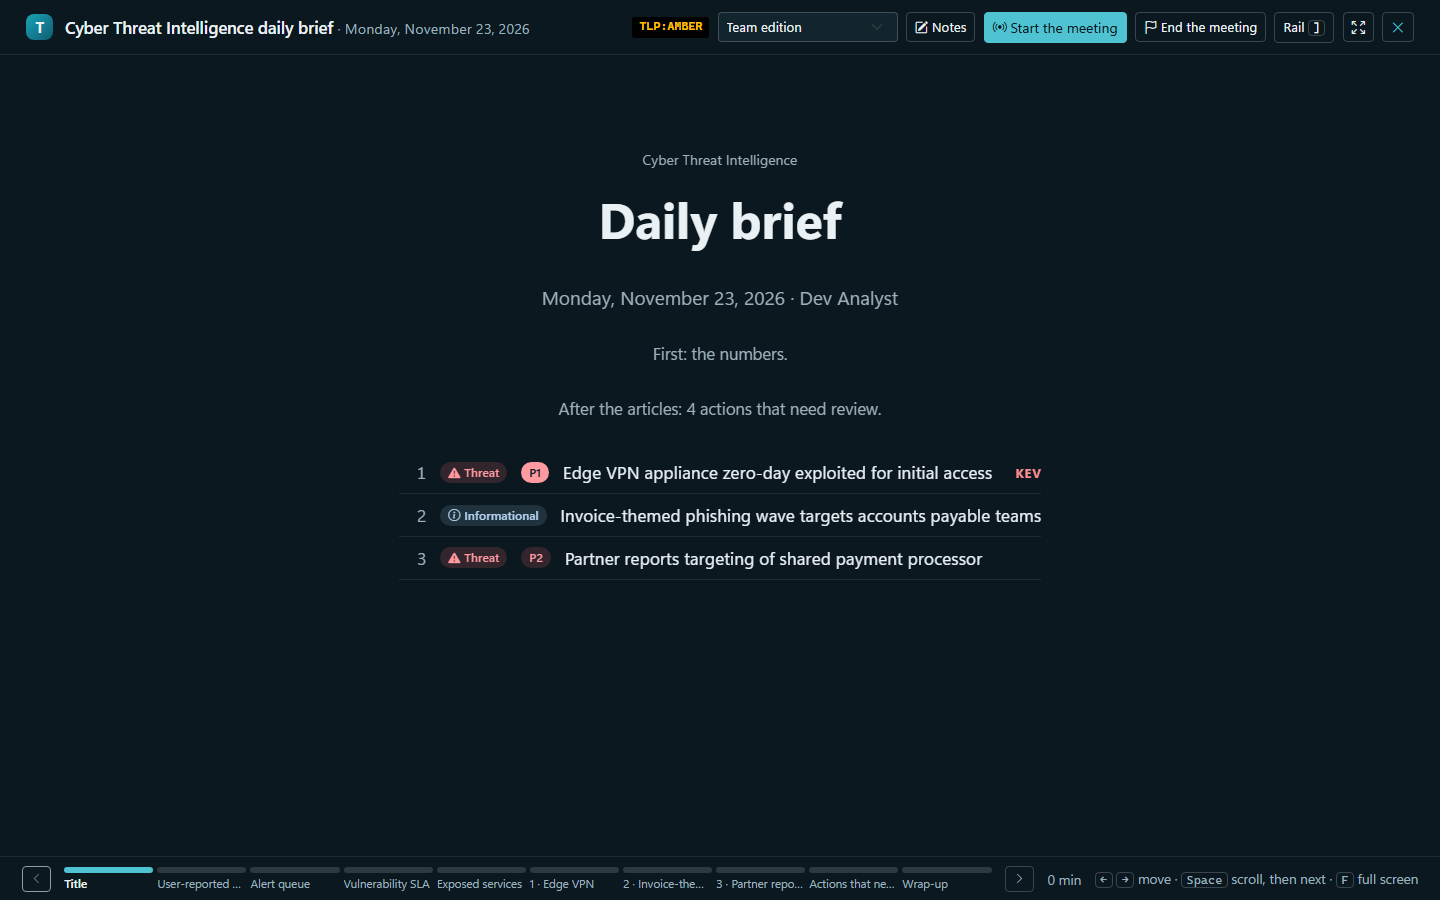 T Cyber Threat Intelligence daily brief · Monday, November 23, 2026 TLP:AMBER Team edition Notes Start the meeting End the meeting Rail ]
Cyber Threat Intelligence
Daily brief
Monday, November 23, 2026 · Dev Analyst
First: the numbers.
After the articles: 4 actions that need review.
1 Threat P1 Edge VPN appliance zero-day exploited for initial access KEV
2 Informational Invoice-themed phishing wave targets accounts payable teams
3 Threat P2 Partner reports targeting of shared payment processor
Title User-reported ... Alert queue Vulnerability SLA Exposed services 1 · Edge VPN 2 · Invoice-the... 3 · Partner repo... Actions that ne... Wrap-up 0 min ← → move · Space scroll, then next · F full screen